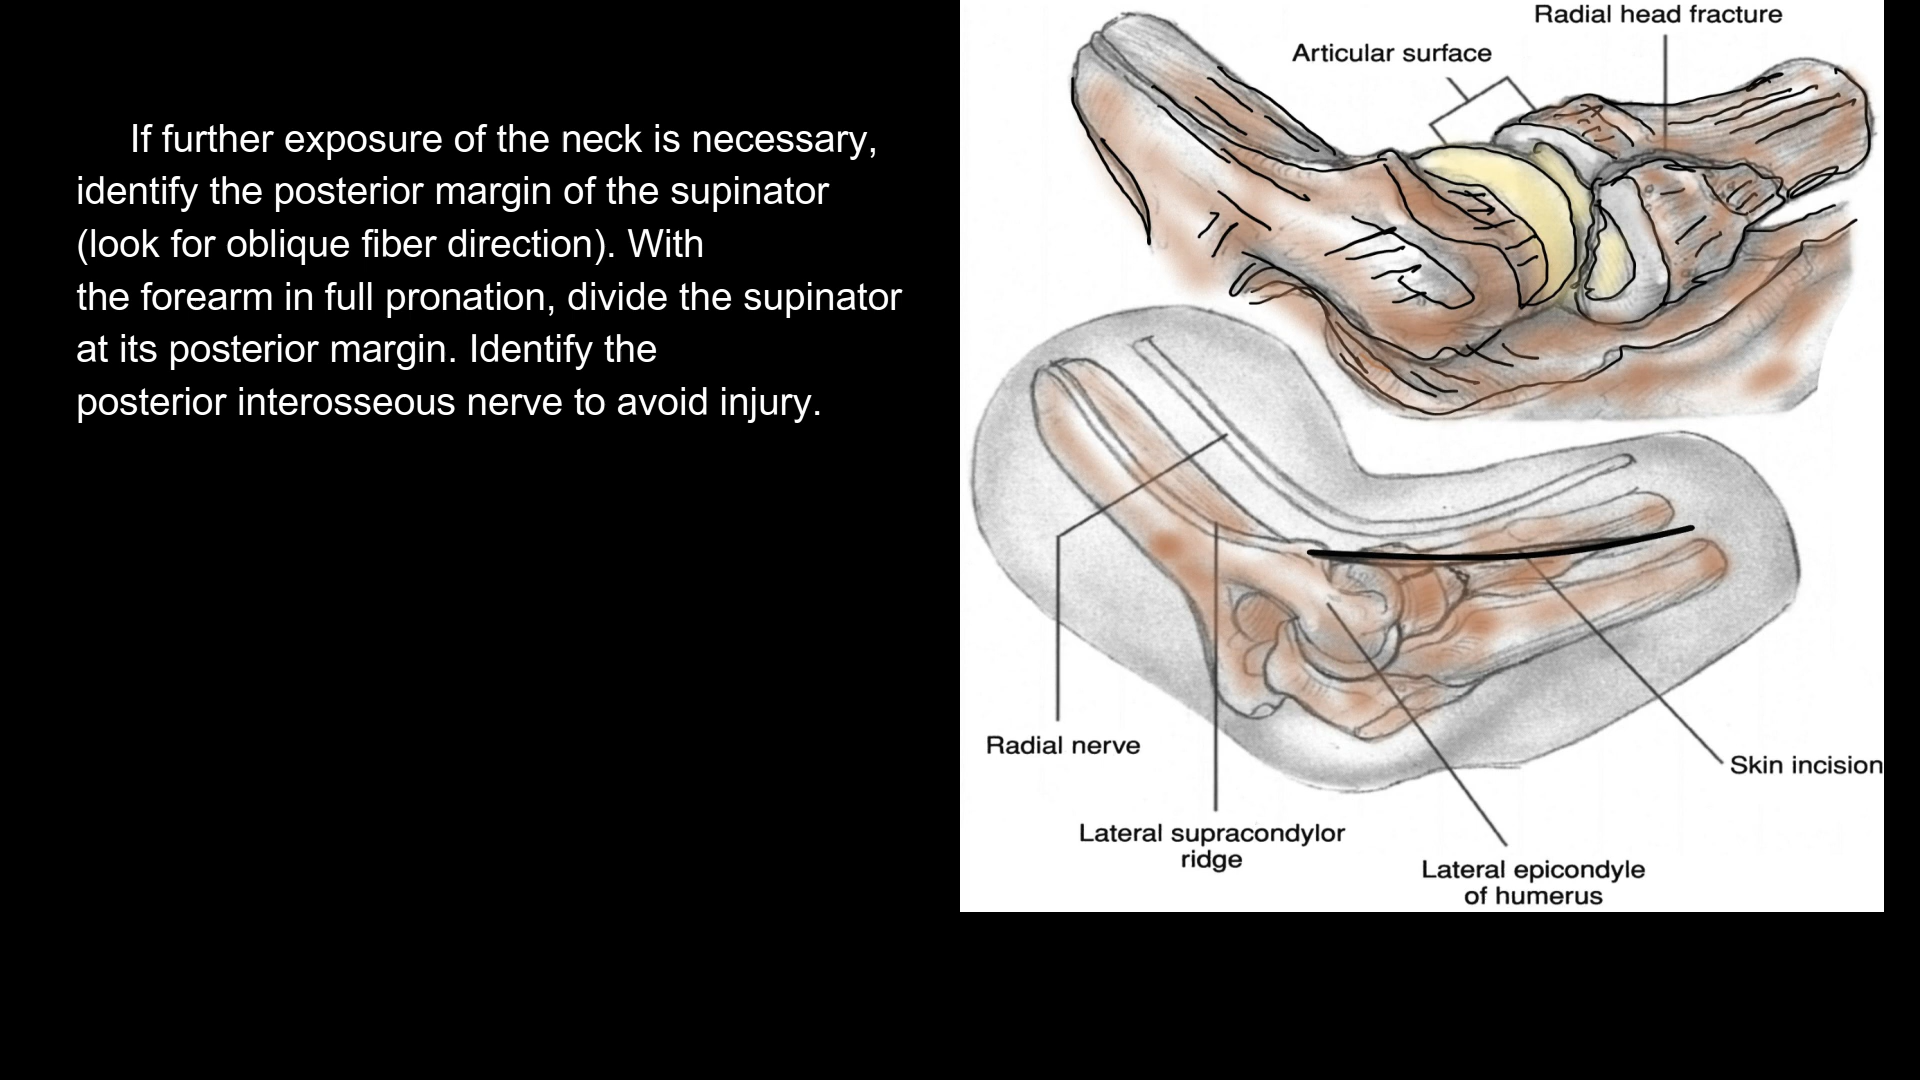 If further exposure of the neck is necessary,
identify the posterior margin of the supinator
(look for oblique fiber direction). With
the forearm in full pronation, divide the supinator
at its posterior margin. Identify the
posterior interosseous nerve to avoid injury.
Radial head fracture
Articular surface
Radial nerve
Skin incision
Lateral supracondylor
ridge
Lateral epicondyle
of humerus